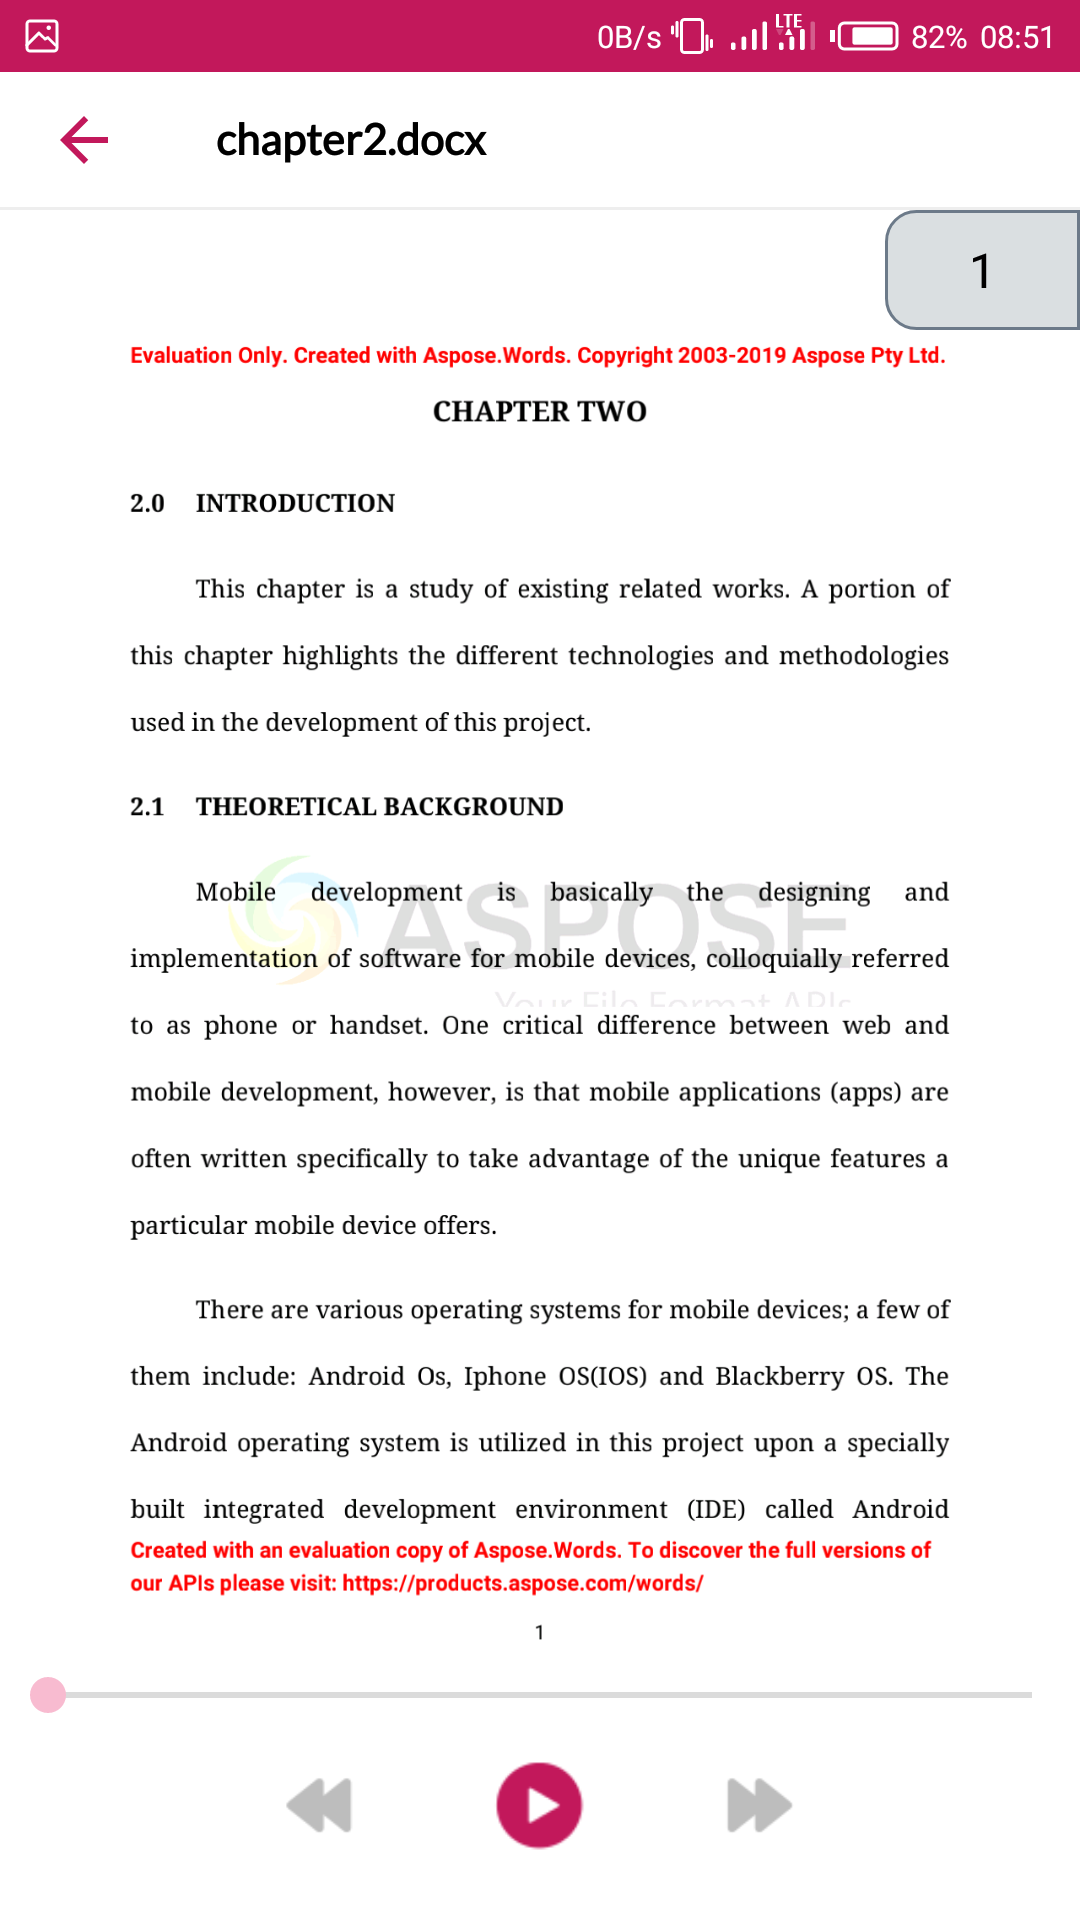 0B/s LTE 82% 08:51
chapter2.docx
1
Evaluation Only. Created with Aspose.Words. Copyright 2003-2019 Aspose Pty Ltd.
CHAPTER TWO
2.0 INTRODUCTION
This chapter is a study of existing related works. A portion of
this chapter highlights the different technologies and methodologies
used in the development of this project.
2.1 THEORETICAL BACKGROUND
Mobile development is basically the designing and
ASPOSE
implementation of software for mobile devices, colloquially referred
Your File Format APIs
to as phone or handset. One critical difference between web and
mobile development, however, is that mobile applications (apps) are
often written specifically to take advantage of the unique features a
particular mobile device offers.
There are various operating systems for mobile devices; a few of
them include: Android Os, Iphone OS(IOS) and Blackberry OS. The
Android operating system is utilized in this project upon a specially
built integrated development environment (IDE) called Android
Created with an evaluation copy of Aspose.Words. To discover the full versions of
our APIs please visit: https://products.aspose.com/words/
1